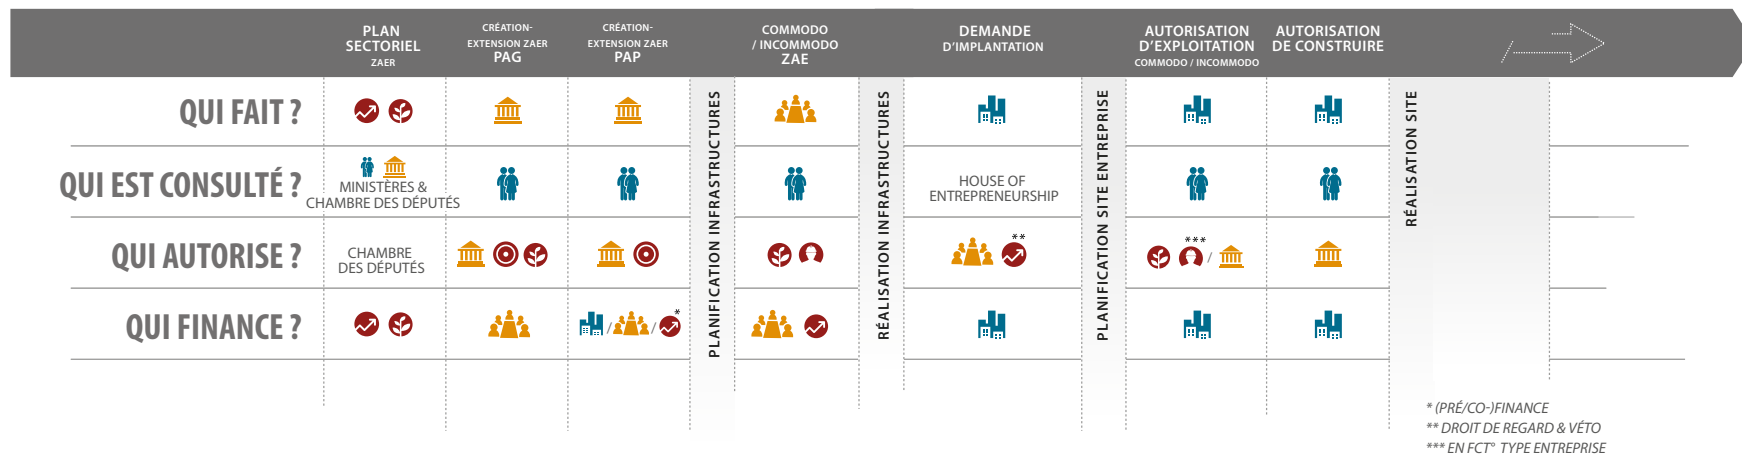 PLAN
SECTORIEL
ZAER
CRÉATION-
EXTENSION ZAER
PAG
CRÉATION-
EXTENSION ZAER
PAP
COMMODO
/ INCOMMODO
ZAE
DEMANDE
D'IMPLANTATION
AUTORISATION
D'EXPLOITATION
COMMODO / INCOMMODO
AUTORISATION
DE CONSTRUIRE
PLANIFICATION INFRASTRUCTURES
RÉALISATION INFRASTRUCTURES
PLANIFICATION SITE ENTREPRISE
RÉALISATION SITE
QUI FAIT ?
QUI EST CONSULTÉ ?
MINISTÈRES &
CHAMBRE DES DÉPUTÉS
HOUSE OF
ENTREPRENEURSHIP
QUI AUTORISE ?
CHAMBRE
DES DÉPUTÉS
**
***
/
QUI FINANCE ?
/ / *
* (PRÉ/CO-)FINANCE
** DROIT DE REGARD & VÉTO
*** EN FCT° TYPE ENTREPRISE